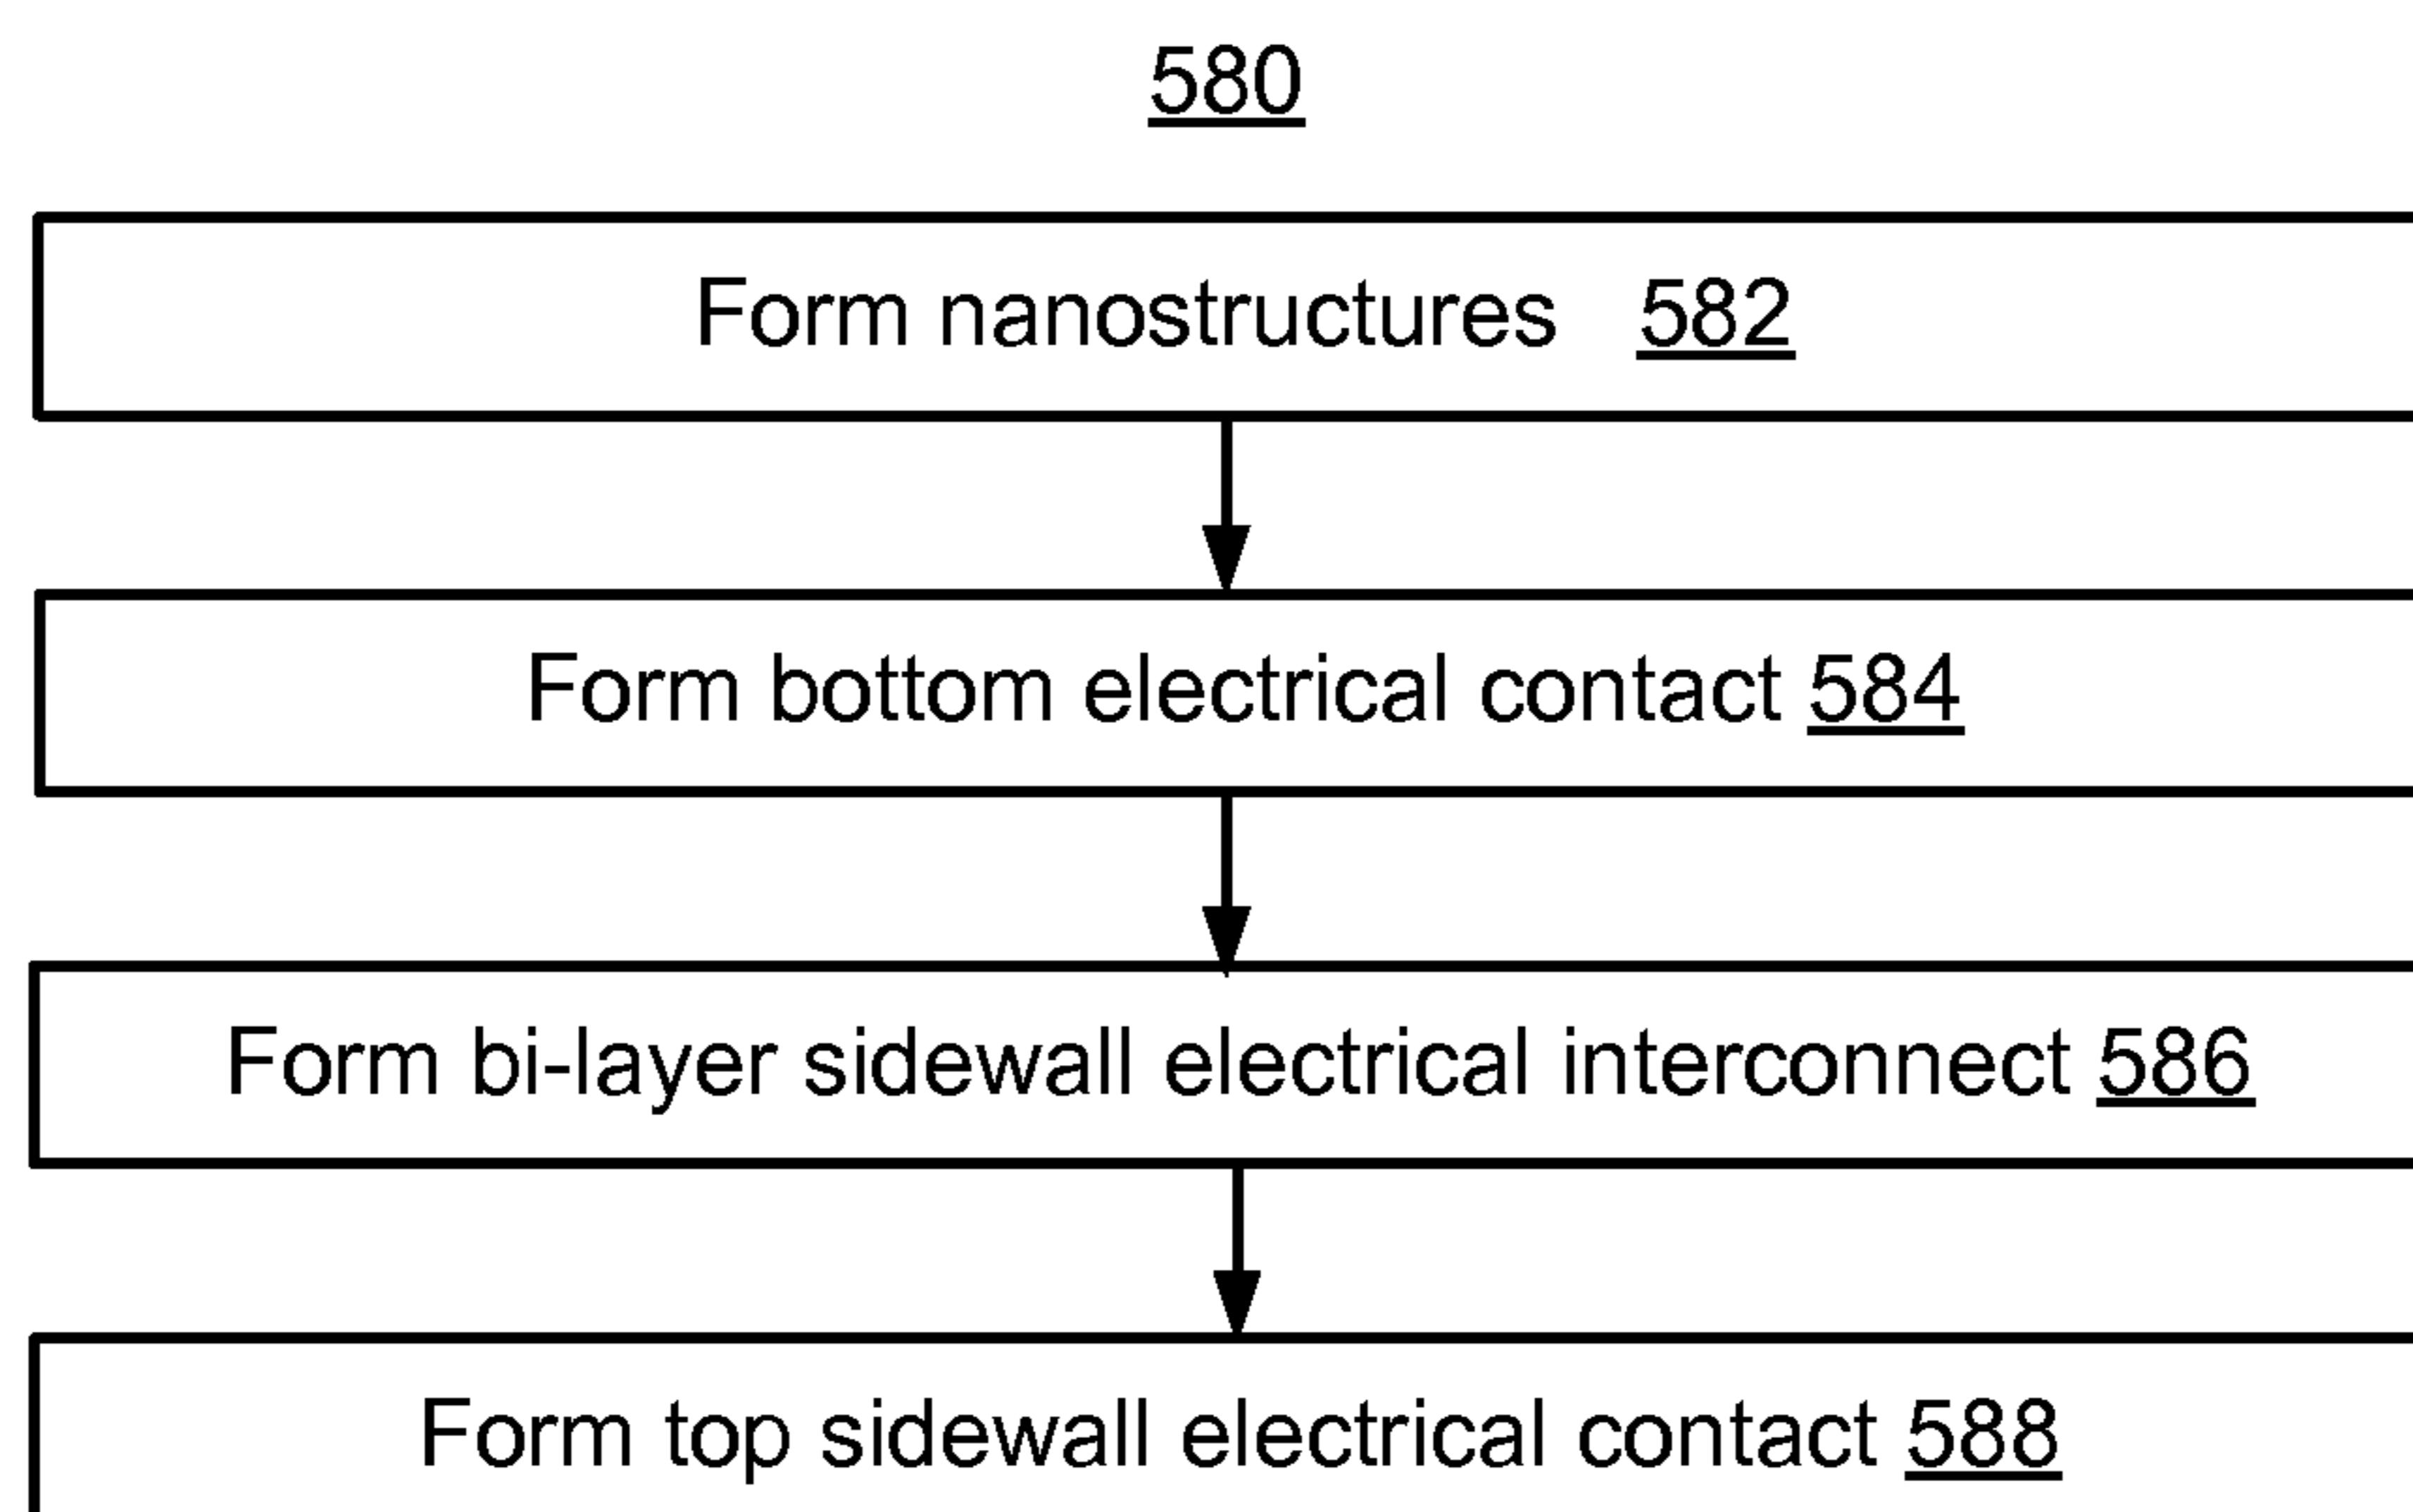 580
Form nanostructures 582
Form bottom electrical contact 584
Form bi-layer sidewall electrical interconnect 586
Form top sidewall electrical contact 588